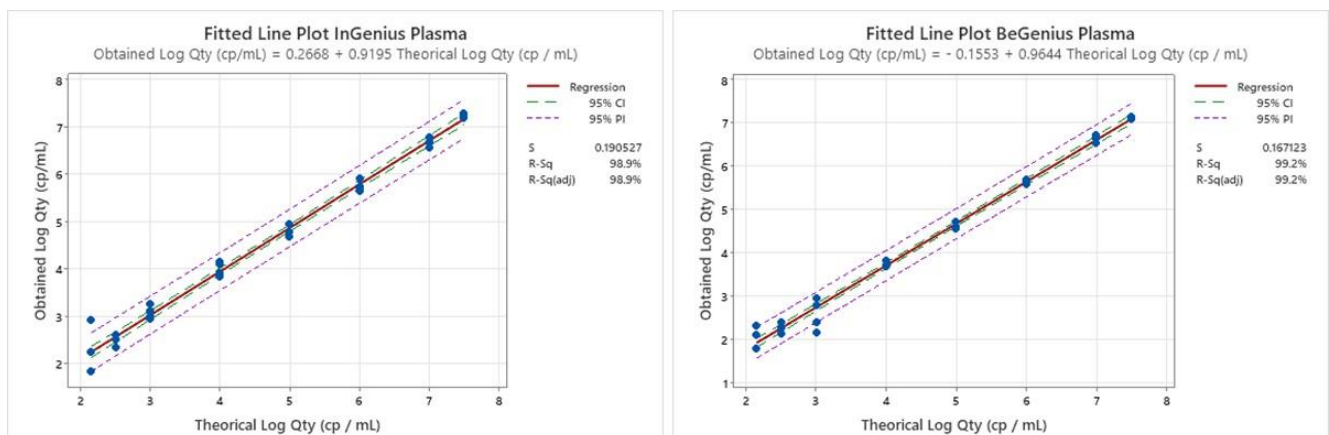 Fitted Line Plot InGenius Plasma
Obtained Log Qty (cp/mL) = 0.2668 + 0.9195 Theorical Log Qty (cp / mL)
8
7
6
5
4
3
2
Obtained Log Qty (cp/mL)
2 3 4 5 6 7 8
Theorical Log Qty (cp / mL)
Regression
95% CI
95% PI
S 0.190527
R-Sq 98.9%
R-Sq(adj) 98.9%
Fitted Line Plot BeGenius Plasma
Obtained Log Qty (cp/mL) = - 0.1553 + 0.9644 Theorical Log Qty (cp / mL)
8
7
6
5
4
3
2
1
Obtained Log Qty (cp/mL)
2 3 4 5 6 7 8
Theorical Log Qty (cp / mL)
Regression
95% CI
95% PI
S 0.167123
R-Sq 99.2%
R-Sq(adj) 99.2%